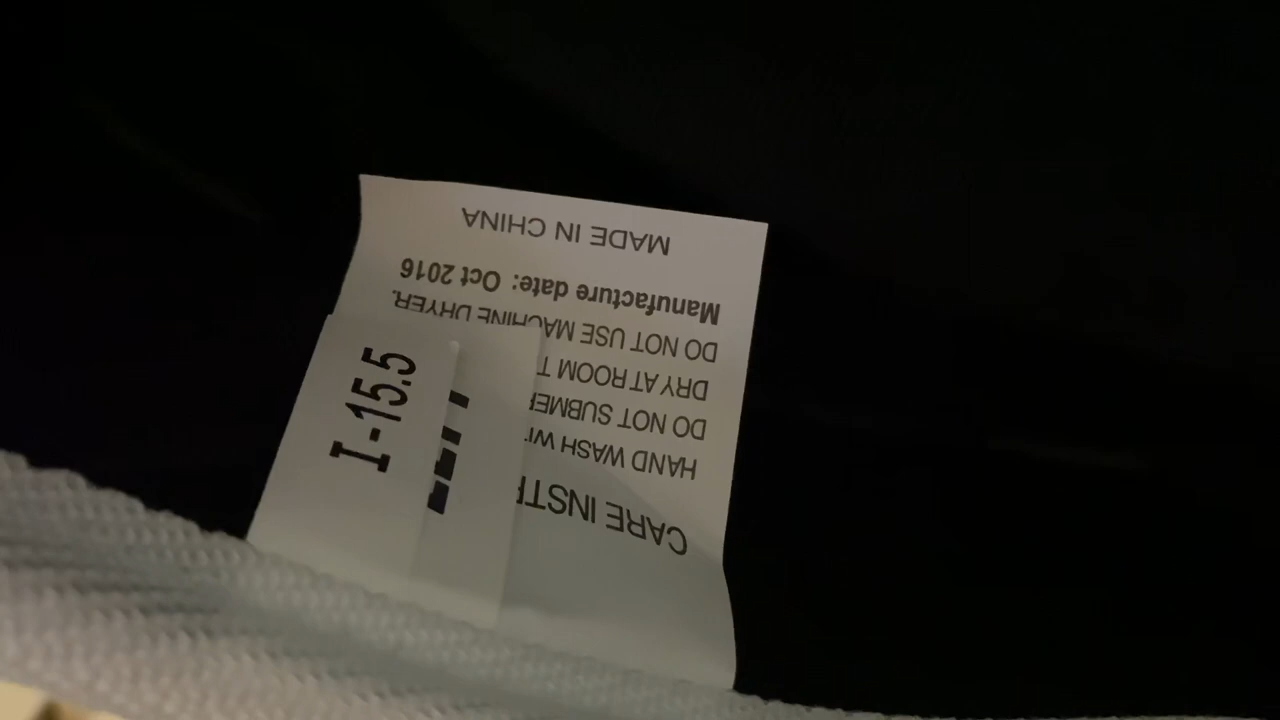 CARE INST
HAND WASH
DO NOT SUBME
DRY AT ROOM
DO NOT USE MACHINE DRYER.
Manufacture date: Oct 2016
MADE IN CHINA
I-15.5